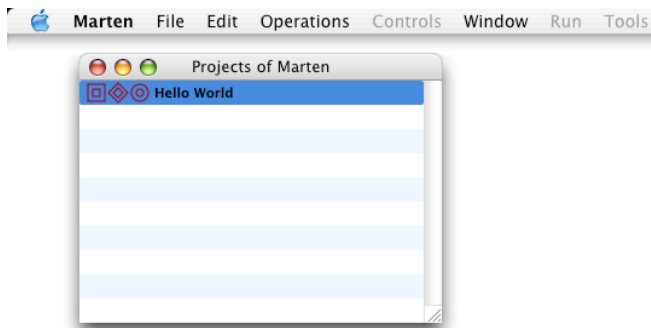 Marten File Edit Operations Controls Window Run Tools
Projects of Marten
Hello World